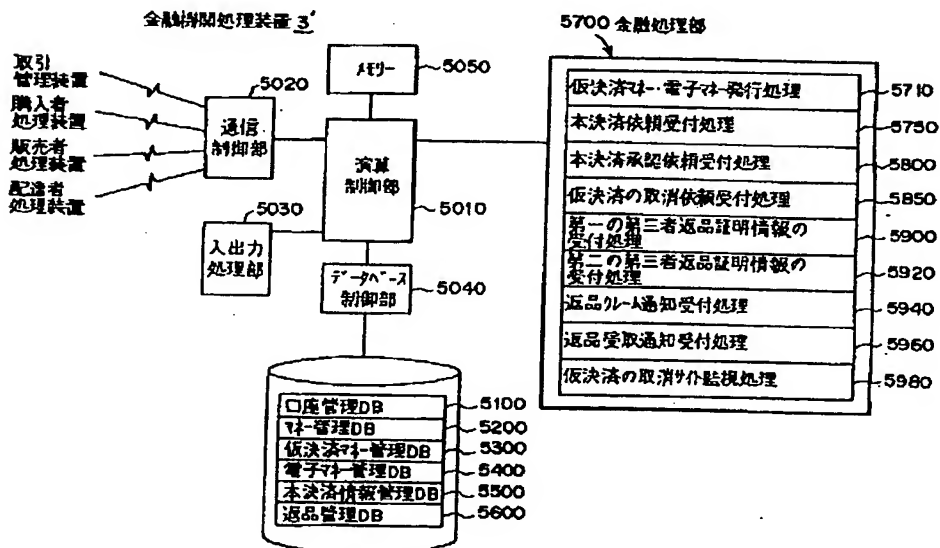 金融機関処理装置 3'
取引
管理装置
購入者
処理装置
販売者
処理装置
配達者
処理装置
5020
通信
制御部
メモリー
5050
演算
制御部
5010
5030
入出力
処理部
データベース
制御部
5040
口座管理DB
5100
マネー管理DB
5200
仮決済マネー管理DB
5300
電子マネー管理DB
5400
本決済情報管理DB
5500
返品管理DB
5600
5700 金融処理部
仮決済マネー・電子マネー発行処理
5710
本決済依頼受付処理
5750
本決済承認依頼受付処理
5800
仮決済の取消依頼受付処理
5850
第一の第三者返品証明情報の
受付処理
5900
第二の第三者返品証明情報の
受付処理
5920
返品クレーム通知受付処理
5940
返品受取通知受付処理
5960
仮決済の取消サイト監視処理
5980